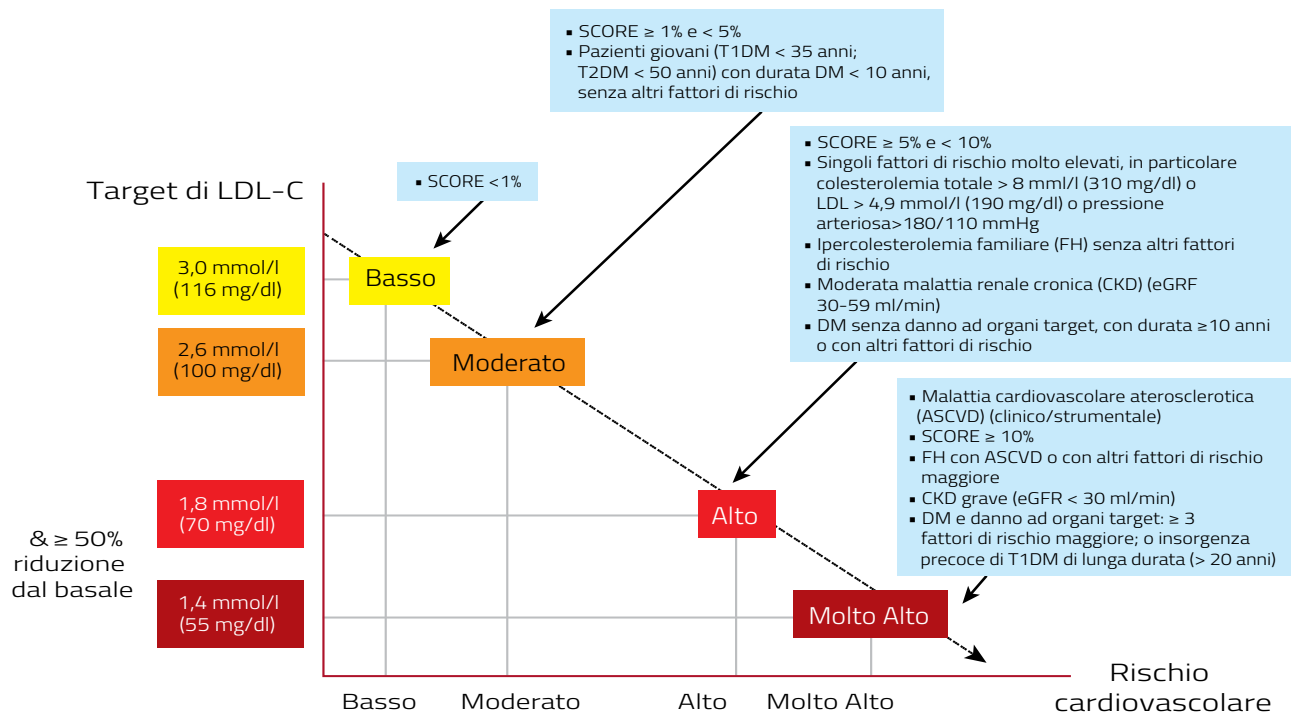 ▪ SCORE ≥ 1% e < 5%
▪ Pazienti giovani (T1DM < 35 anni;
T2DM < 50 anni) con durata DM < 10 anni,
senza altri fattori di rischio
▪ SCORE ≥ 5% e < 10%
▪ Singoli fattori di rischio molto elevati, in particolare
colesterolemia totale > 8 mml/l (310 mg/dl) o
LDL > 4,9 mmol/l (190 mg/dl) o pressione
arteriosa>180/110 mmHg
▪ Ipercolesterolemia familiare (FH) senza altri fattori
di rischio
▪ Moderata malattia renale cronica (CKD) (eGRF
30-59 ml/min)
▪ DM senza danno ad organi target, con durata ≥10 anni
o con altri fattori di rischio
▪ SCORE <1%
Target di LDL-C
3,0 mmol/l
(116 mg/dl)
Basso
2,6 mmol/l
(100 mg/dl)
Moderato
▪ Malattia cardiovascolare aterosclerotica
(ASCVD) (clinico/strumentale)
▪ SCORE ≥ 10%
▪ FH con ASCVD o con altri fattori di rischio
maggiore
▪ CKD grave (eGFR < 30 ml/min)
▪ DM e danno ad organi target: ≥ 3
fattori di rischio maggiore; o insorgenza
precoce di T1DM di lunga durata (> 20 anni)
1,8 mmol/l
(70 mg/dl)
Alto
& ≥ 50%
riduzione
dal basale
1,4 mmol/l
(55 mg/dl)
Molto Alto
Basso
Moderato
Alto
Molto Alto
Rischio
cardiovascolare